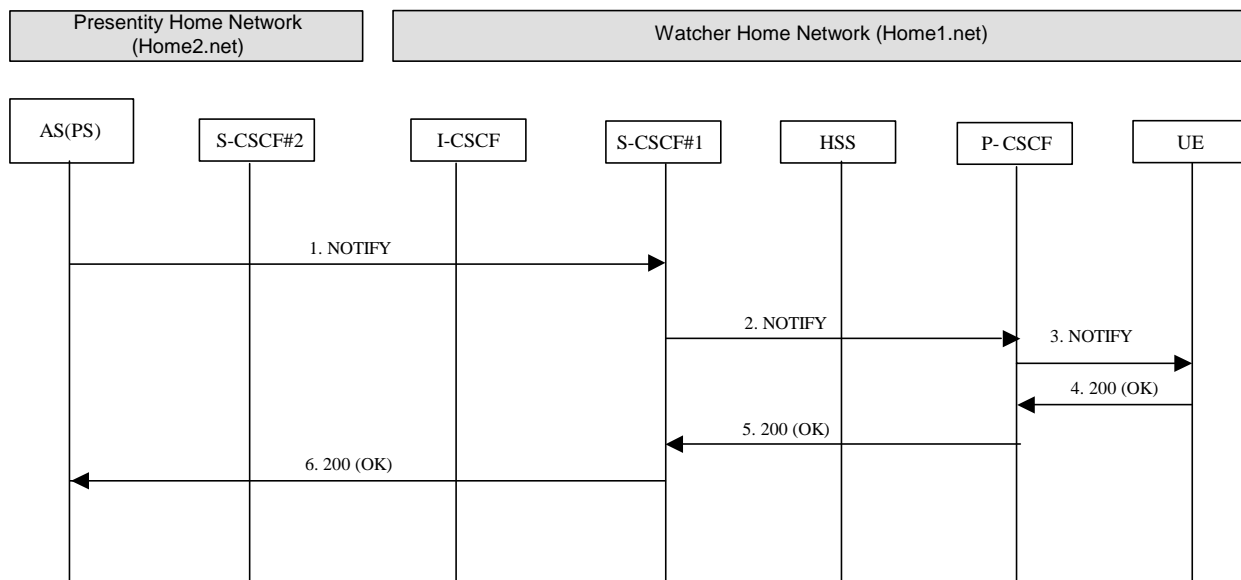 Presentity Home Network
(Home2.net)
Watcher Home Network (Home1.net)
AS(PS)
S-CSCF#2
I-CSCF
S-CSCF#1
HSS
P- CSCF
UE
1. NOTIFY
2. NOTIFY
3. NOTIFY
4. 200 (OK)
5. 200 (OK)
6. 200 (OK)